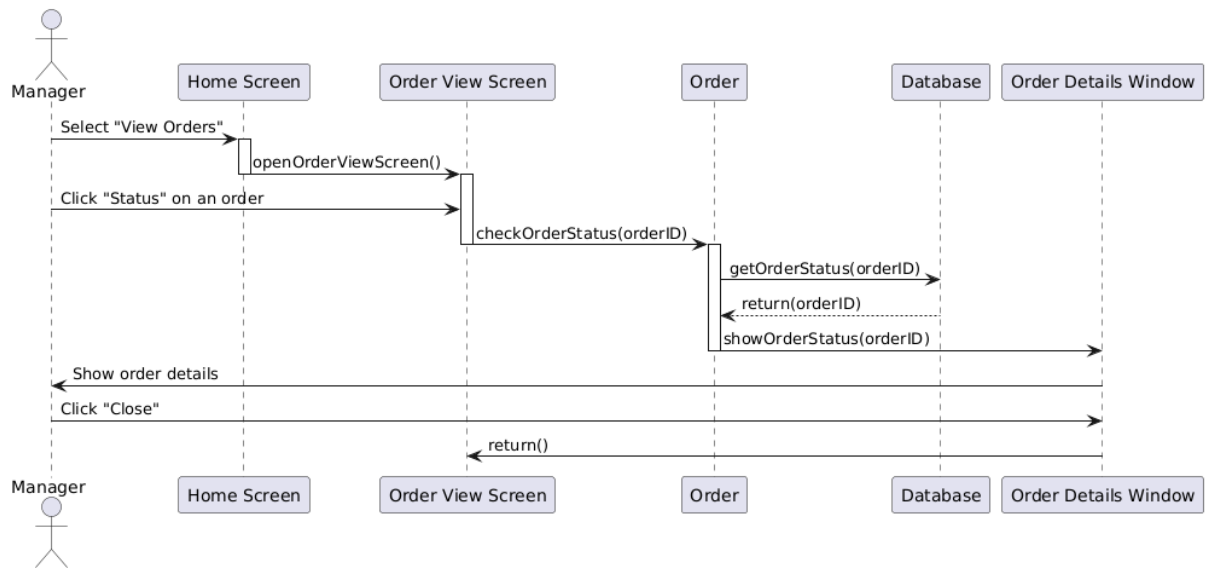 Manager
Home Screen
Order View Screen
Order
Database
Order Details Window
Select "View Orders"
openOrderViewScreen()
Click "Status" on an order
checkOrderStatus(orderID)
getOrderStatus(orderID)
return(orderID)
showOrderStatus(orderID)
Show order details
Click "Close"
return()
Manager
Home Screen
Order View Screen
Order
Database
Order Details Window